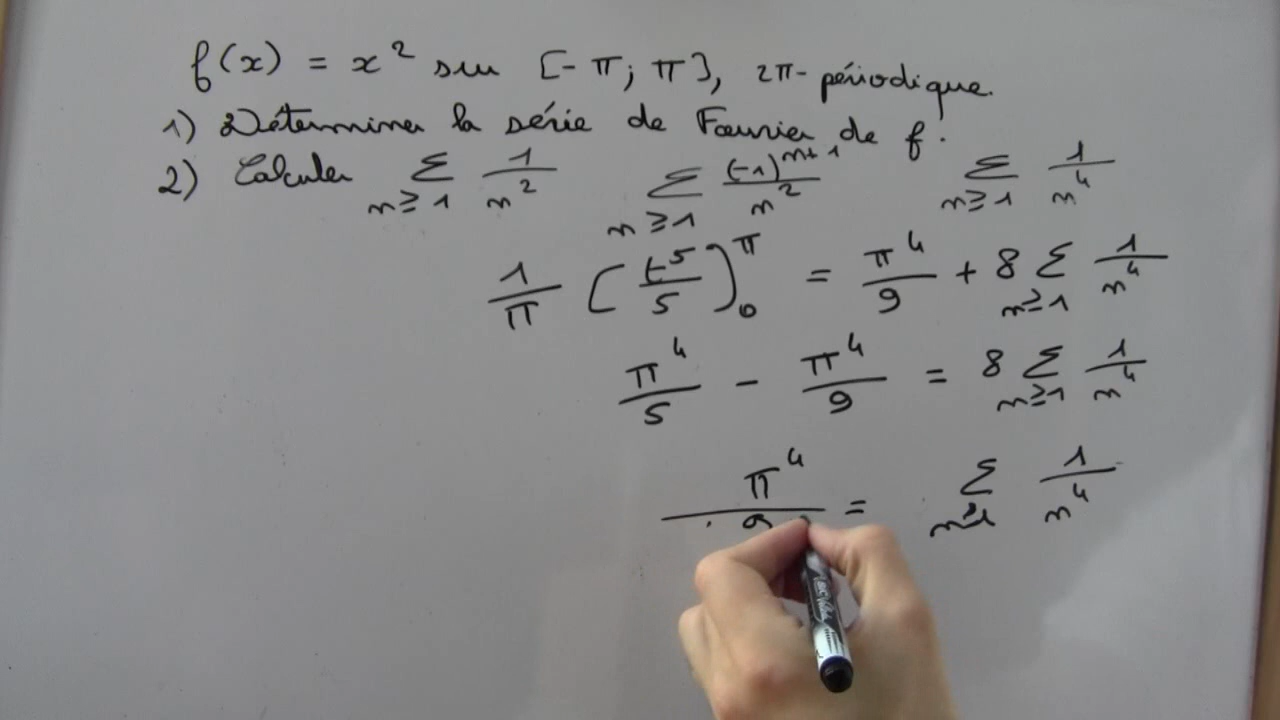 f(x) = x² sur [-π; π], 2π-périodique.
1) Déterminer la série de Fourier de f.
2) Calculer Σ_{n≥1} 1/n² Σ_{n≥1} (-1)^{n+1}/n² Σ_{n≥1} 1/n⁴
1/π [t⁵/5]₀^π = π⁴/9 + 8 Σ_{n≥1} 1/n⁴
π⁴/5 - π⁴/9 = 8 Σ_{n≥1} 1/n⁴
π⁴/ = Σ_{n≥1} 1/n⁴